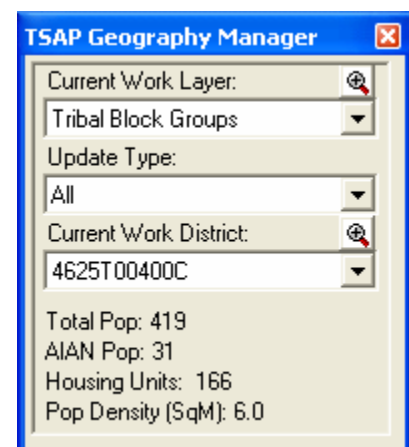 TSAP Geography Manager
Current Work Layer:
Tribal Block Groups
Update Type:
All
Current Work District:
4625T00400C
Total Pop: 419
AIAN Pop: 31
Housing Units: 166
Pop Density (SqM): 6.0